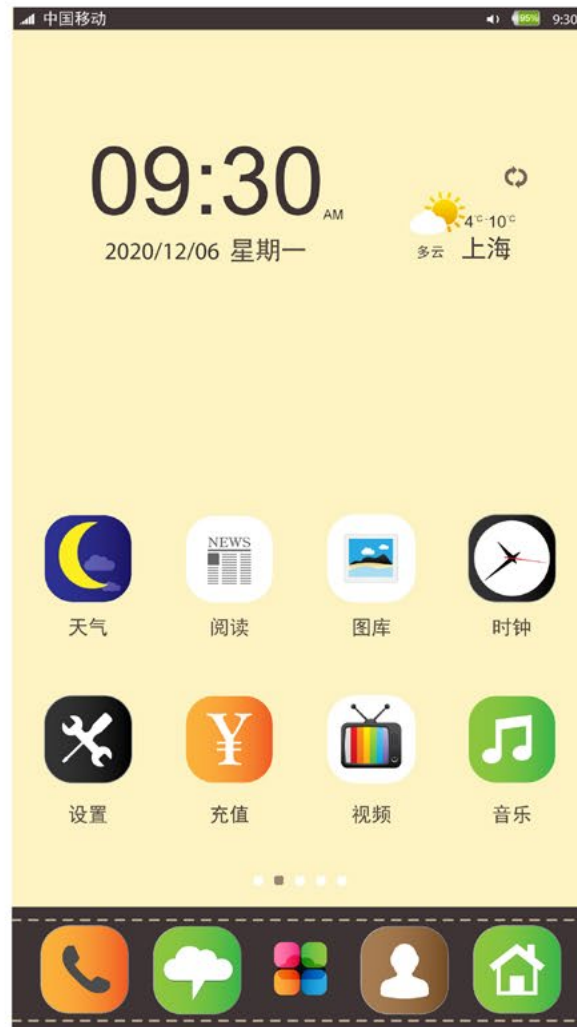 中国移动 95% 9:30
09:30 AM
4℃-10℃
2020/12/06 星期一 多云 上海
NEWS
天气 阅读 图库 时钟
¥
设置 充值 视频 音乐